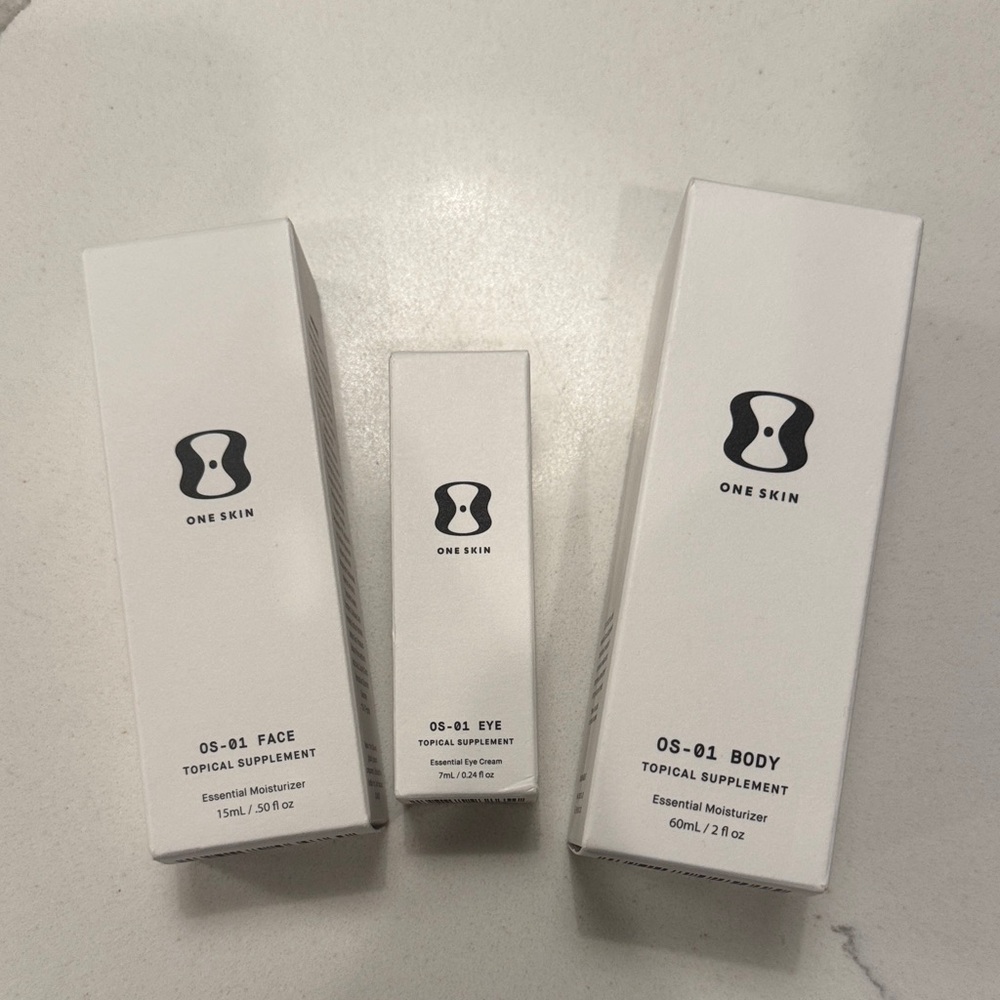 ONE SKIN
OS-01 FACE
TOPICAL SUPPLEMENT
Essential Moisturizer
15mL / .50 fl oz
ONE SKIN
OS-01 EYE
TOPICAL SUPPLEMENT
Essential Eye Cream
7mL / 0.24 fl oz
ONE SKIN
OS-01 BODY
TOPICAL SUPPLEMENT
Essential Moisturizer
60mL / 2 fl oz